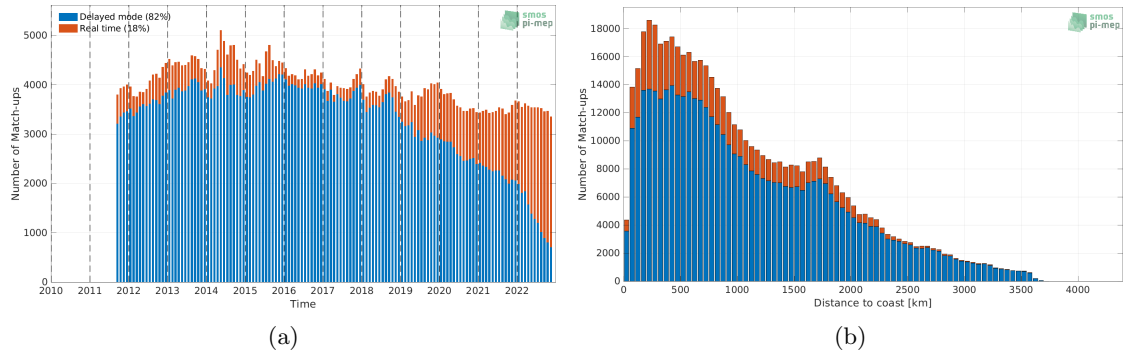 Delayed mode (82%)
Real time (18%)
smos
pi-mep
Number of Match-ups
5000
4000
3000
2000
1000
0
2010 2011 2012 2013 2014 2015 2016 2017 2018 2019 2020 2021 2022
Time
(a)
smos
pi-mep
Number of Match-ups
18000
16000
14000
12000
10000
8000
6000
4000
2000
0
0 500 1000 1500 2000 2500 3000 3500 4000
Distance to coast [km]
(b)